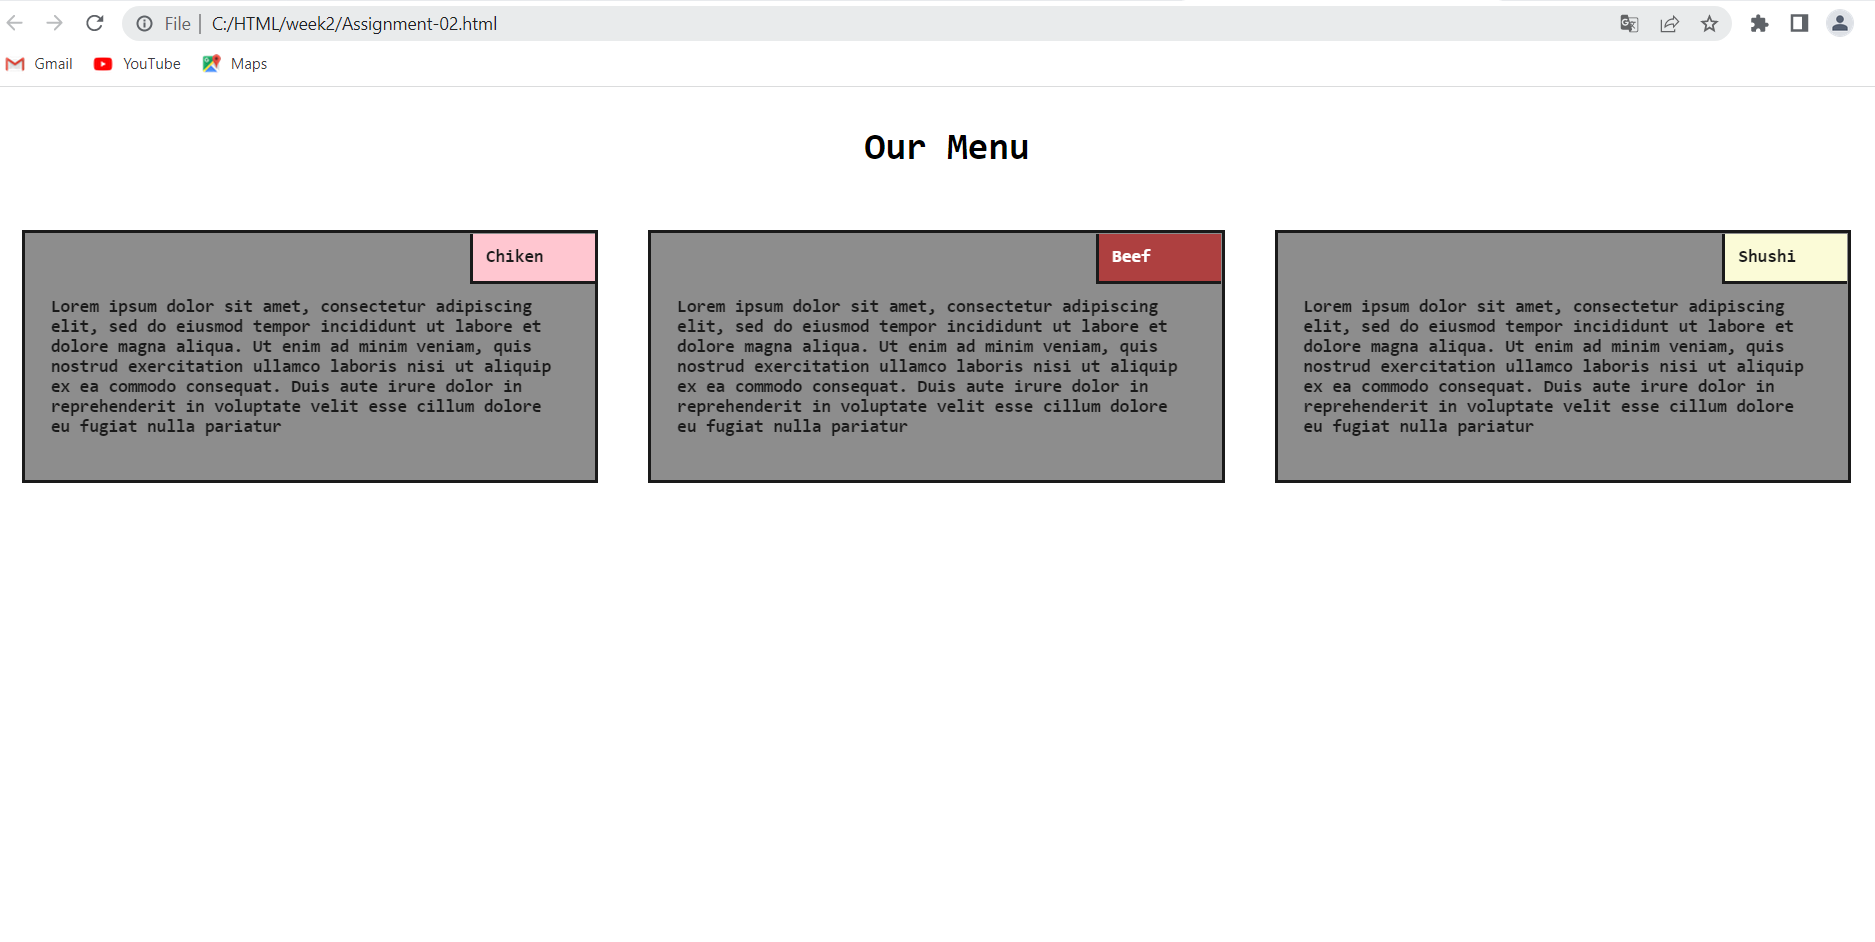 File | C:/HTML/week2/Assignment-02.html
Gmail YouTube Maps
Our Menu
Chiken
Lorem ipsum dolor sit amet, consectetur adipiscing
elit, sed do eiusmod tempor incididunt ut labore et
dolore magna aliqua. Ut enim ad minim veniam, quis
nostrud exercitation ullamco laboris nisi ut aliquip
ex ea commodo consequat. Duis aute irure dolor in
reprehenderit in voluptate velit esse cillum dolore
eu fugiat nulla pariatur
Beef
Lorem ipsum dolor sit amet, consectetur adipiscing
elit, sed do eiusmod tempor incididunt ut labore et
dolore magna aliqua. Ut enim ad minim veniam, quis
nostrud exercitation ullamco laboris nisi ut aliquip
ex ea commodo consequat. Duis aute irure dolor in
reprehenderit in voluptate velit esse cillum dolore
eu fugiat nulla pariatur
Shushi
Lorem ipsum dolor sit amet, consectetur adipiscing
elit, sed do eiusmod tempor incididunt ut labore et
dolore magna aliqua. Ut enim ad minim veniam, quis
nostrud exercitation ullamco laboris nisi ut aliquip
ex ea commodo consequat. Duis aute irure dolor in
reprehenderit in voluptate velit esse cillum dolore
eu fugiat nulla pariatur